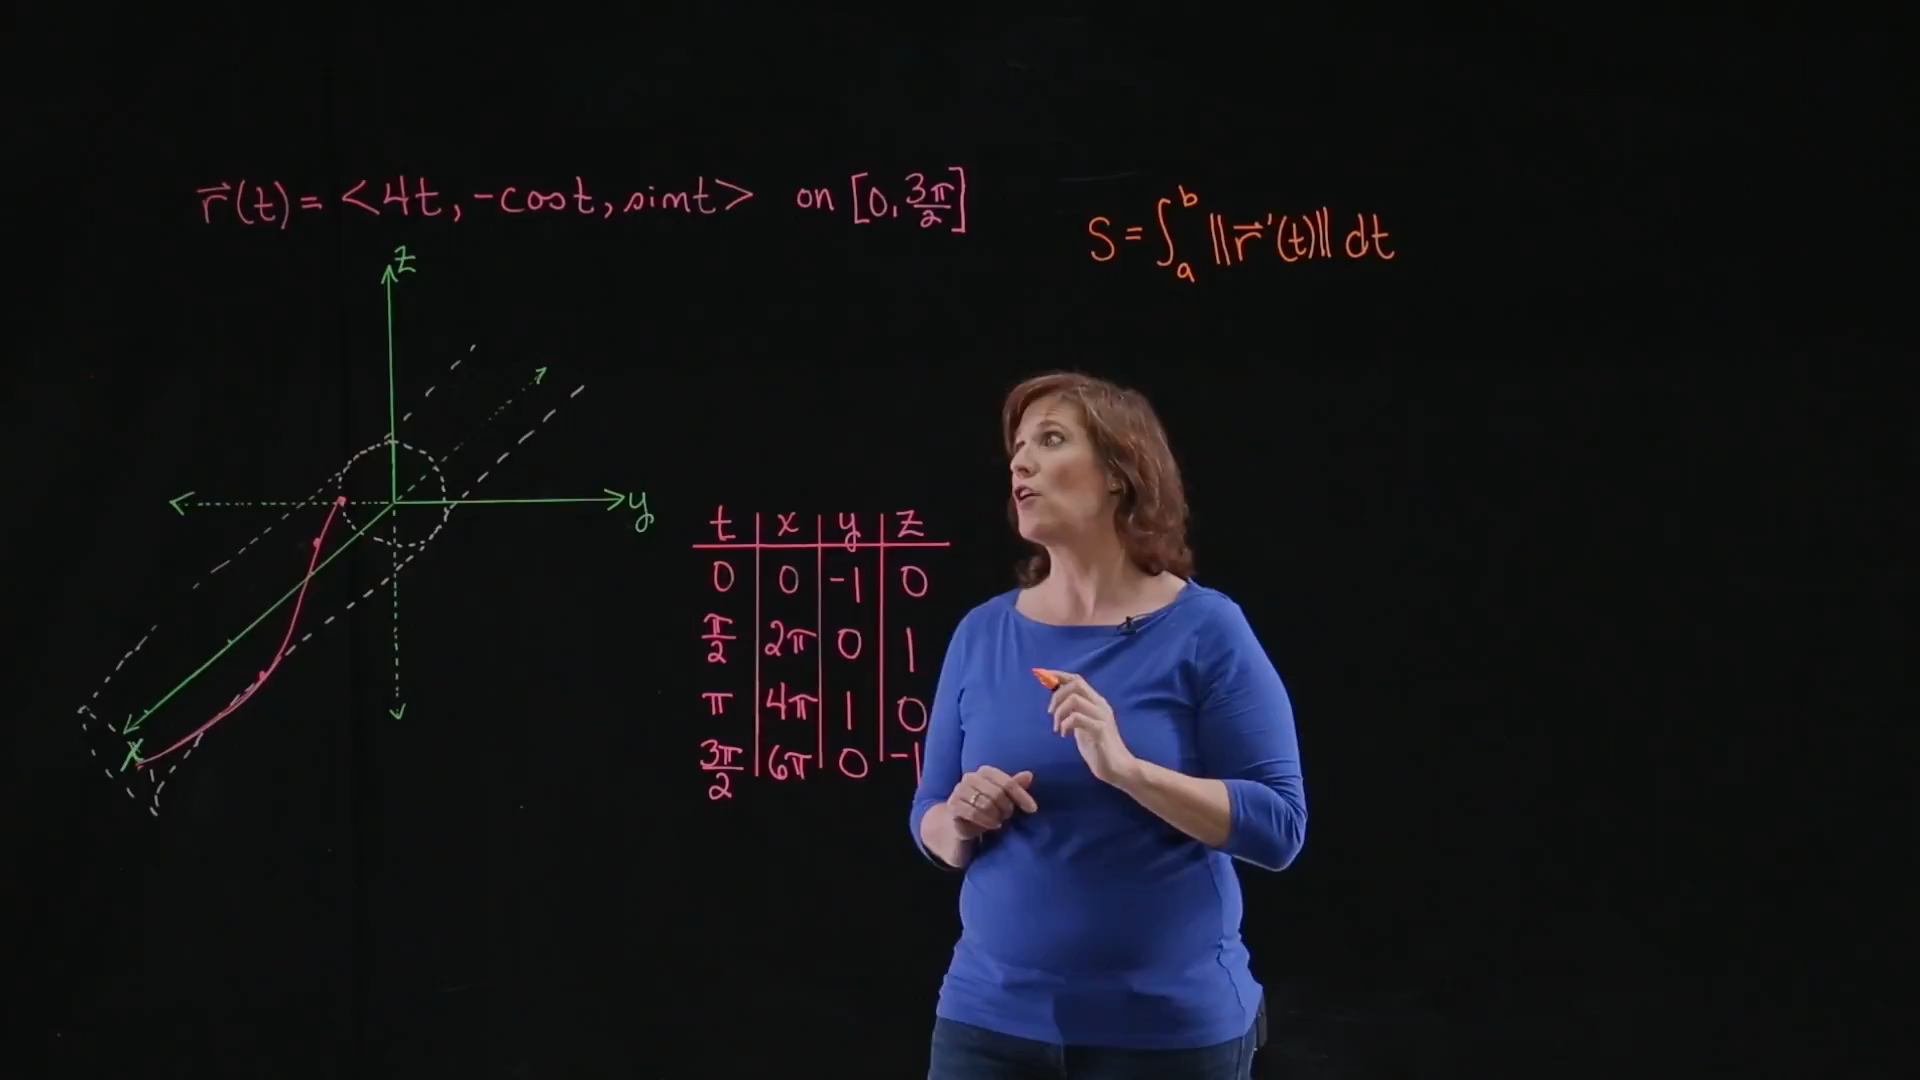 r⃗(t) = <4t, -cost, sint> on [0, 3π/2]
S = ∫_a^b ||r⃗'(t)|| dt
z
y
x
t x y z
0 0 -1 0
π/2 2π 0 1
π 4π 1 0
3π/2 6π 0 -1